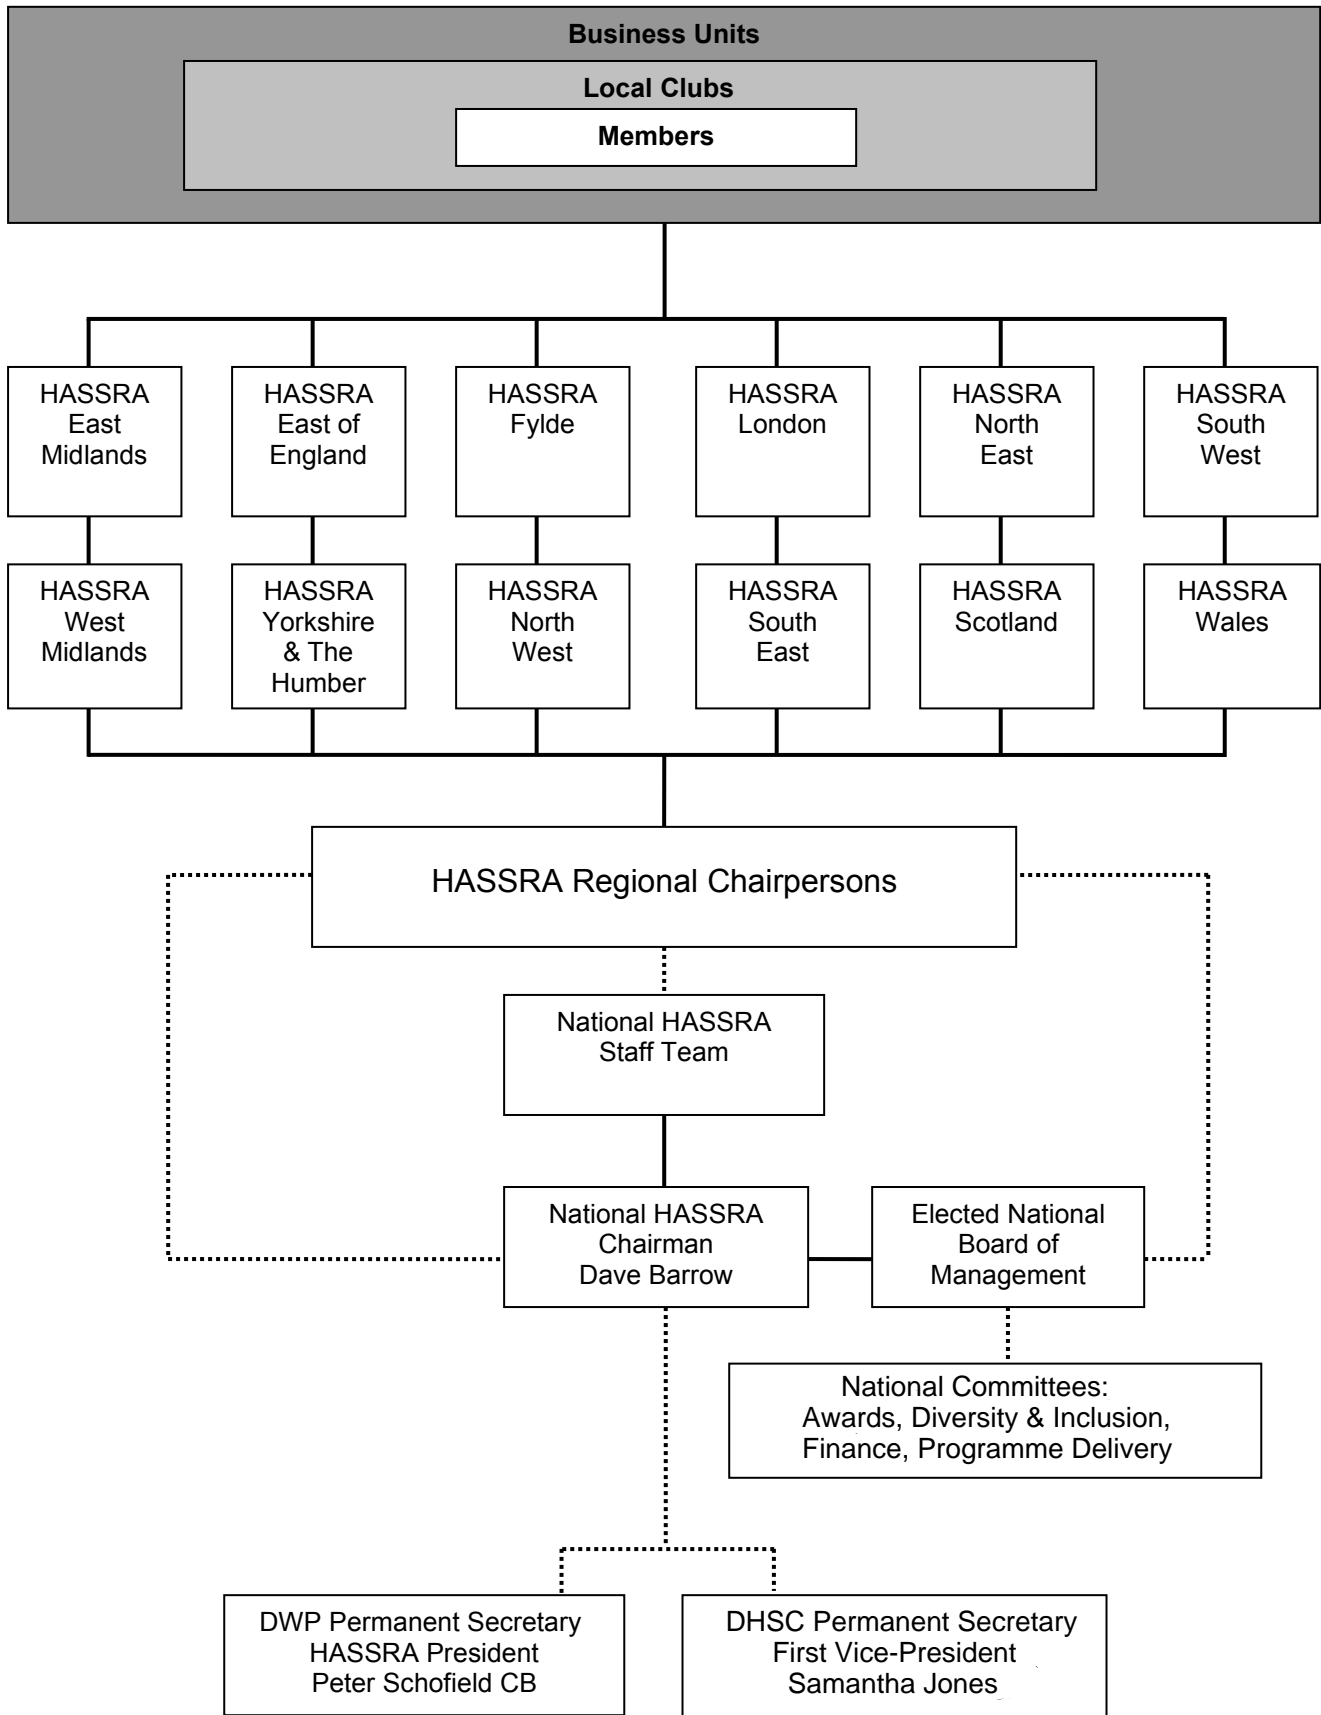 Business Units
Local Clubs
Members
HASSRA
East
Midlands
HASSRA
East of
England
HASSRA
Fylde
HASSRA
London
HASSRA
North
East
HASSRA
South
West
HASSRA
West
Midlands
HASSRA
Yorkshire
& The
Humber
HASSRA
North
West
HASSRA
South
East
HASSRA
Scotland
HASSRA
Wales
HASSRA Regional Chairpersons
National HASSRA
Staff Team
National HASSRA
Chairman
Dave Barrow
Elected National
Board of
Management
National Committees:
Awards, Diversity & Inclusion,
Finance, Programme Delivery
DWP Permanent Secretary
HASSRA President
Peter Schofield CB
DHSC Permanent Secretary
First Vice-President
Samantha Jones